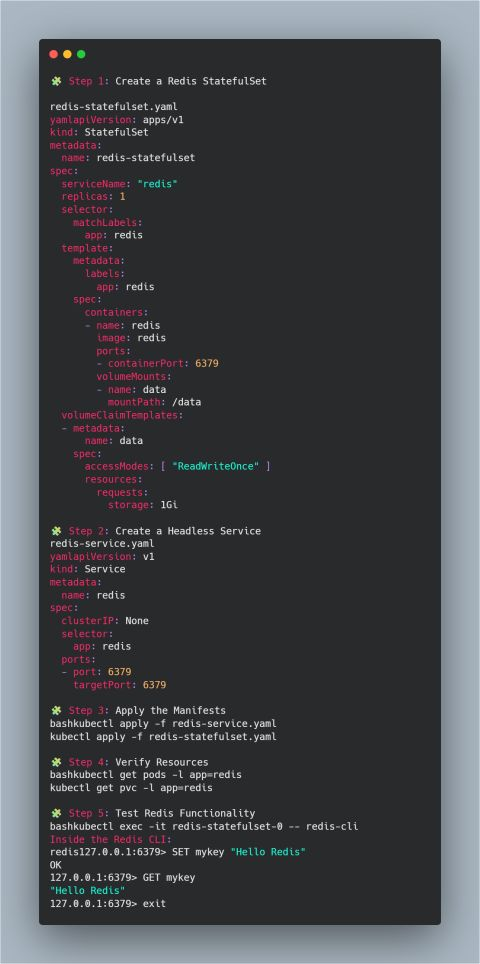 🧩 Step 1: Create a Redis StatefulSet

redis-statefulset.yaml
yamlapiVersion: apps/v1
kind: StatefulSet
metadata:
  name: redis-statefulset
spec:
  serviceName: "redis"
  replicas: 1
  selector:
    matchLabels:
      app: redis
  template:
    metadata:
      labels:
        app: redis
    spec:
      containers:
      - name: redis
        image: redis
        ports:
        - containerPort: 6379
        volumeMounts:
        - name: data
          mountPath: /data
  volumeClaimTemplates:
  - metadata:
      name: data
    spec:
      accessModes: [ "ReadWriteOnce" ]
      resources:
        requests:
          storage: 1Gi

🧩 Step 2: Create a Headless Service
redis-service.yaml
yamlapiVersion: v1
kind: Service
metadata:
  name: redis
spec:
  clusterIP: None
  selector:
    app: redis
  ports:
  - port: 6379
    targetPort: 6379

🧩 Step 3: Apply the Manifests
bashkubectl apply -f redis-service.yaml
kubectl apply -f redis-statefulset.yaml

🧩 Step 4: Verify Resources
bashkubectl get pods -l app=redis
kubectl get pvc -l app=redis

🧩 Step 5: Test Redis Functionality
bashkubectl exec -it redis-statefulset-0 -- redis-cli
Inside the Redis CLI:
redis127.0.0.1:6379> SET mykey "Hello Redis"
OK
127.0.0.1:6379> GET mykey
"Hello Redis"
127.0.0.1:6379> exit